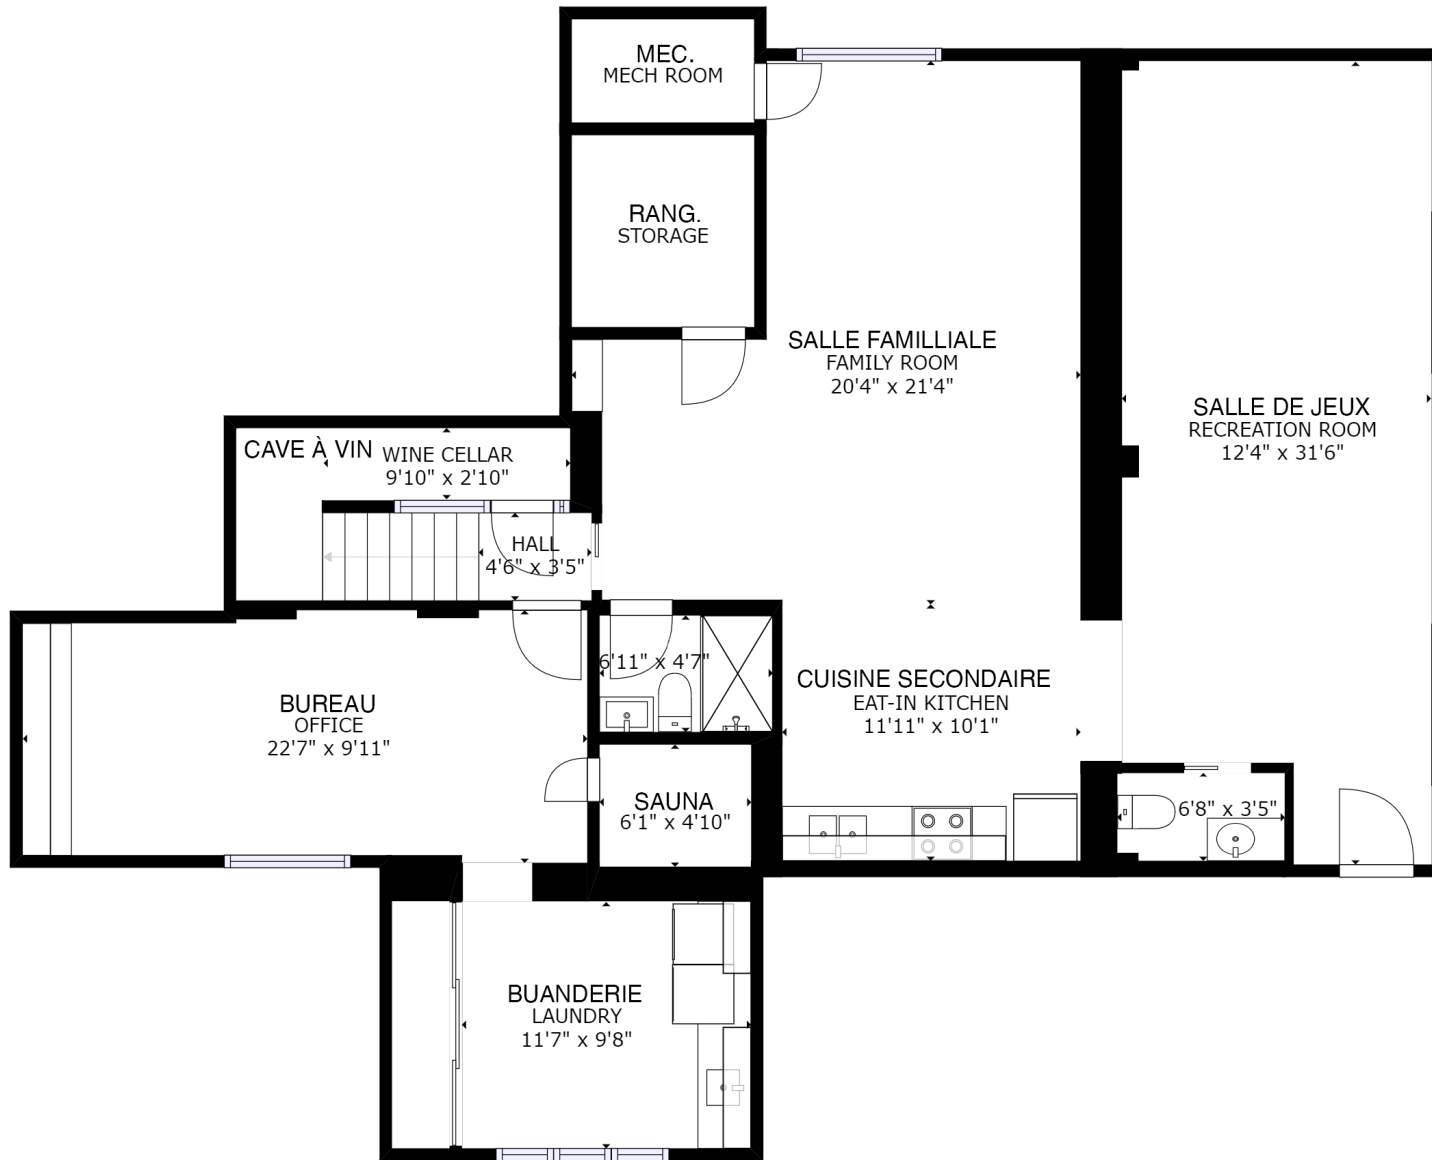 MEC.
MECH ROOM
RANG.
STORAGE
SALLE FAMILLIALE
FAMILY ROOM
20'4" x 21'4"
SALLE DE JEUX
RECREATION ROOM
12'4" x 31'6"
CAVE À VIN
WINE CELLAR
9'10" x 2'10"
HALL
4'6" x 3'5"
6'11" x 4'7"
CUISINE SECONDAIRE
EAT-IN KITCHEN
11'11" x 10'1"
BUREAU
OFFICE
22'7" x 9'11"
SAUNA
6'1" x 4'10"
6'8" x 3'5"
BUANDERIE
LAUNDRY
11'7" x 9'8"